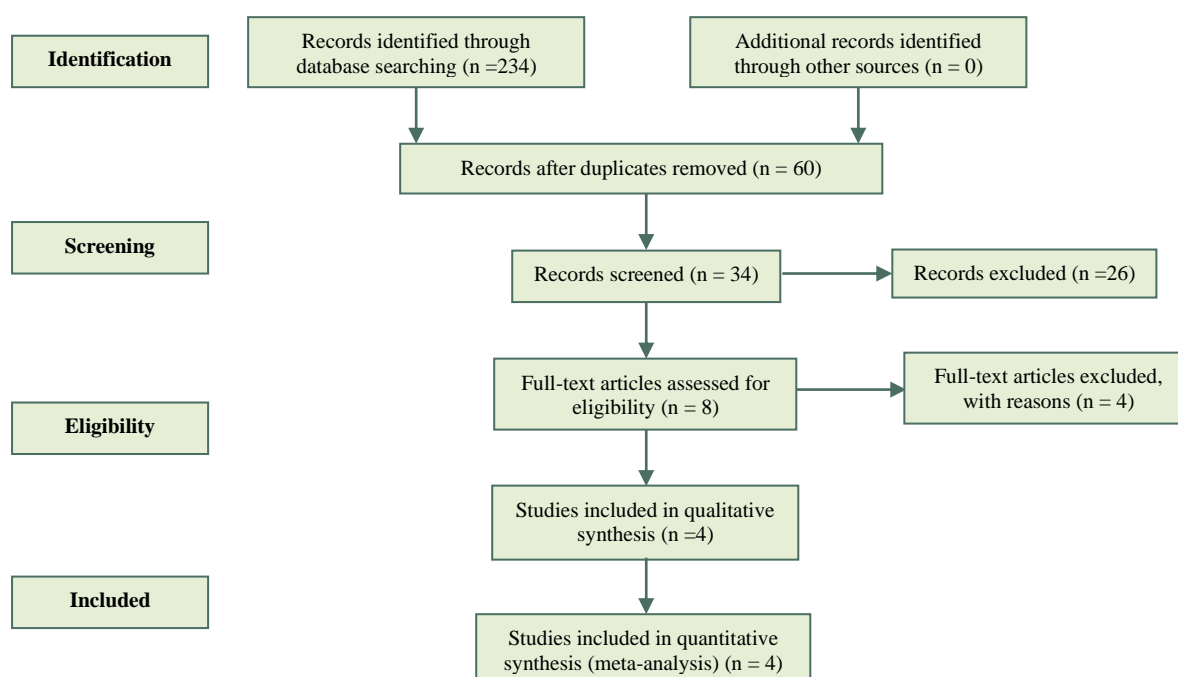 Identification
Records identified through
database searching (n =234)
Additional records identified
through other sources (n = 0)
Records after duplicates removed (n = 60)
Screening
Records screened (n = 34)
Records excluded (n =26)
Eligibility
Full-text articles assessed for
eligibility (n = 8)
Full-text articles excluded,
with reasons (n = 4)
Studies included in qualitative
synthesis (n =4)
Included
Studies included in quantitative
synthesis (meta-analysis) (n = 4)